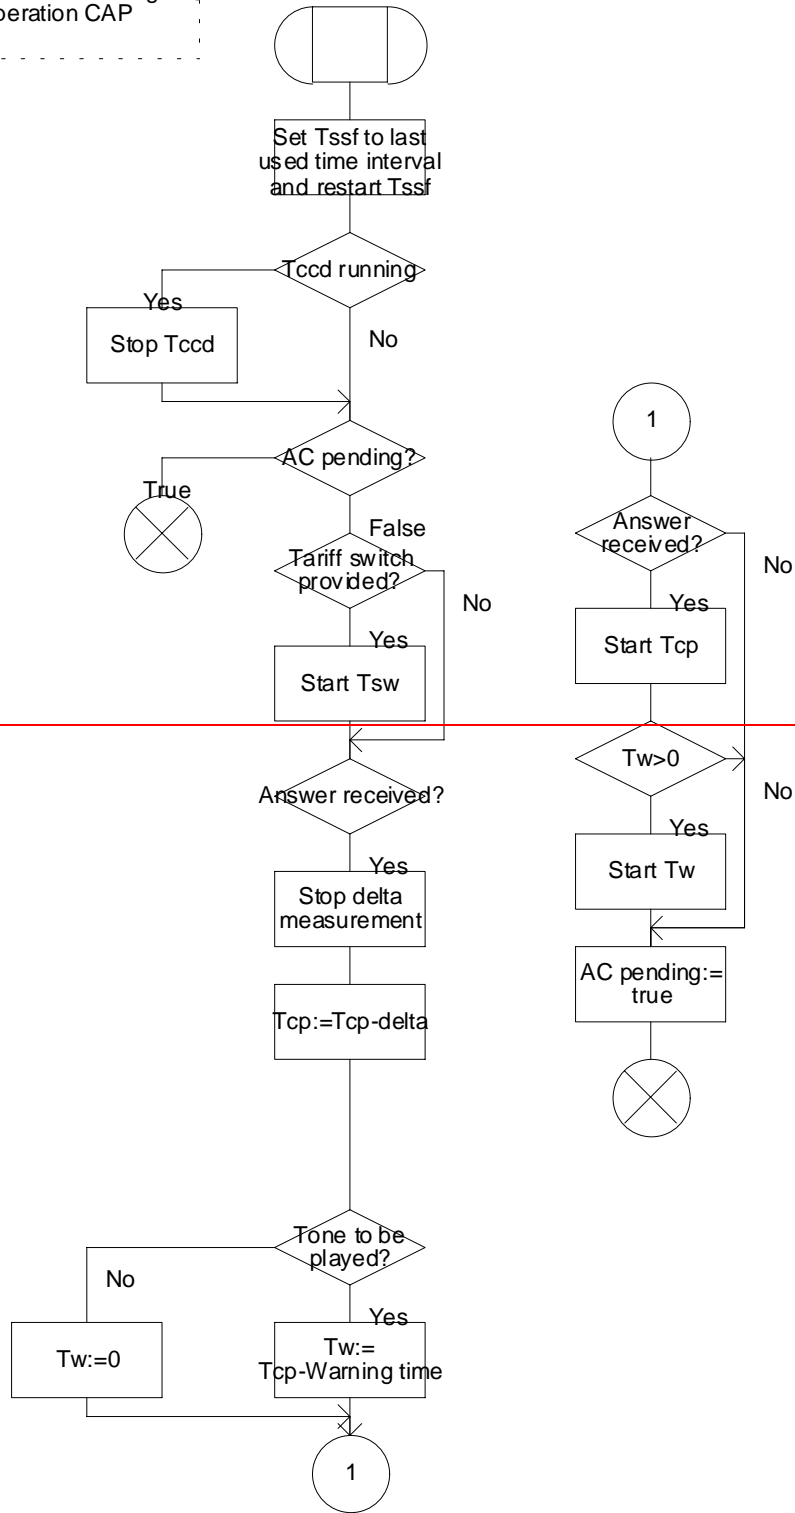 peration CAP
Set Tssf to last
used time interval
and restart Tssf
Tccd running
Yes
No
Stop Tccd
AC pending?
True
False
Tariff switch
provided?
No
Yes
Start Tsw
Answer received?
Yes
Stop delta
measurement
Tcp:=Tcp-delta
Tone to be
played?
No
Yes
Tw:=0
Tw:=
Tcp-Warning time
1
1
Answer
received?
No
Yes
Start Tcp
Tw>0
No
Yes
Start Tw
AC pending:=
true